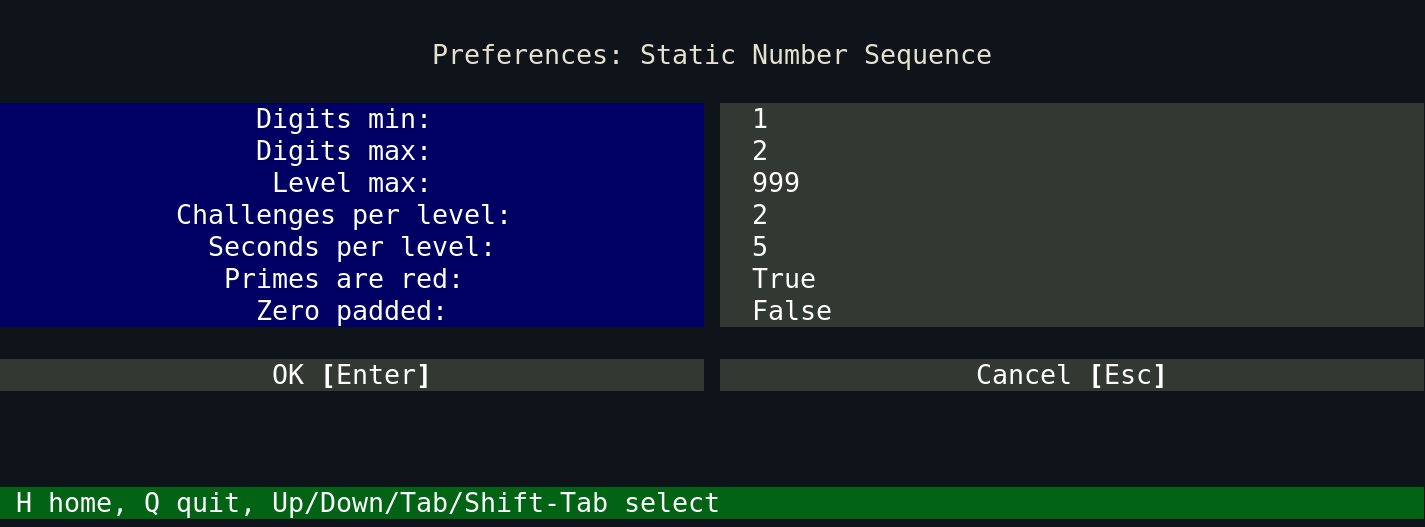 Preferences: Static Number Sequence
Digits min: 1
Digits max: 2
Level max: 999
Challenges per level: 2
Seconds per level: 5
Primes are red: True
Zero padded: False
OK [Enter] Cancel [Esc]
H home, Q quit, Up/Down/Tab/Shift-Tab select